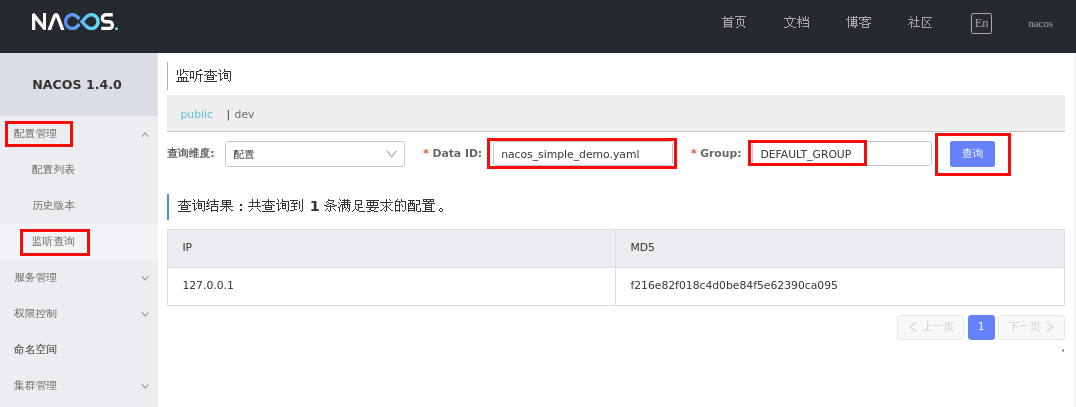 NACOS.
首页 文档 博客 社区 En nacos
NACOS 1.4.0
配置管理
配置列表
历史版本
监听查询
服务管理
权限控制
命名空间
集群管理
监听查询
public | dev
查询维度: 配置 * Data ID: nacos_simple_demo.yaml * Group: DEFAULT_GROUP 查询
查询结果：共查询到 1 条满足要求的配置。
IP MD5
127.0.0.1 f216e82f018c4d0be84f5e62390ca095
上一页 1 下一页